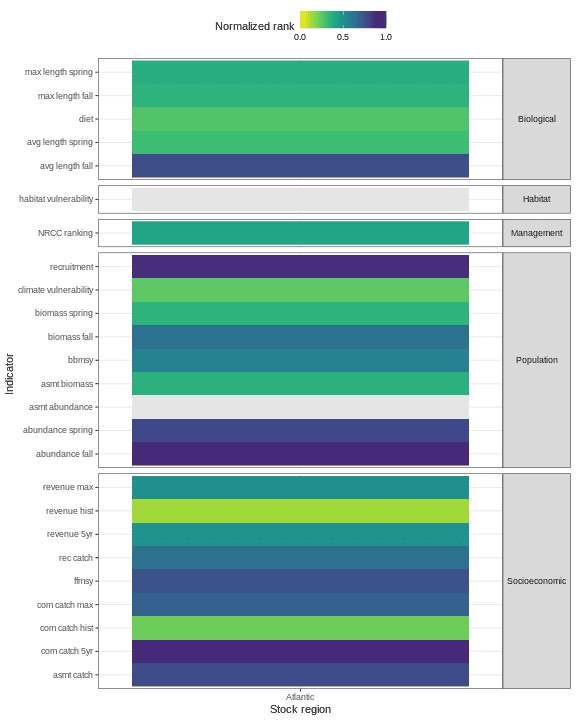 Normalized rank
0.0 0.5 1.0
max length spring
max length fall
diet
avg length spring
avg length fall
Biological
habitat vulnerability
Habitat
NRCC ranking
Management
recruitment
climate vulnerability
biomass spring
biomass fall
bbmsy
asmt biomass
asmt abundance
abundance spring
abundance fall
Population
revenue max
revenue hist
revenue 5yr
rec catch
ffmsy
com catch max
com catch hist
com catch 5yr
asmt catch
Socioeconomic
Indicator
Atlantic
Stock region